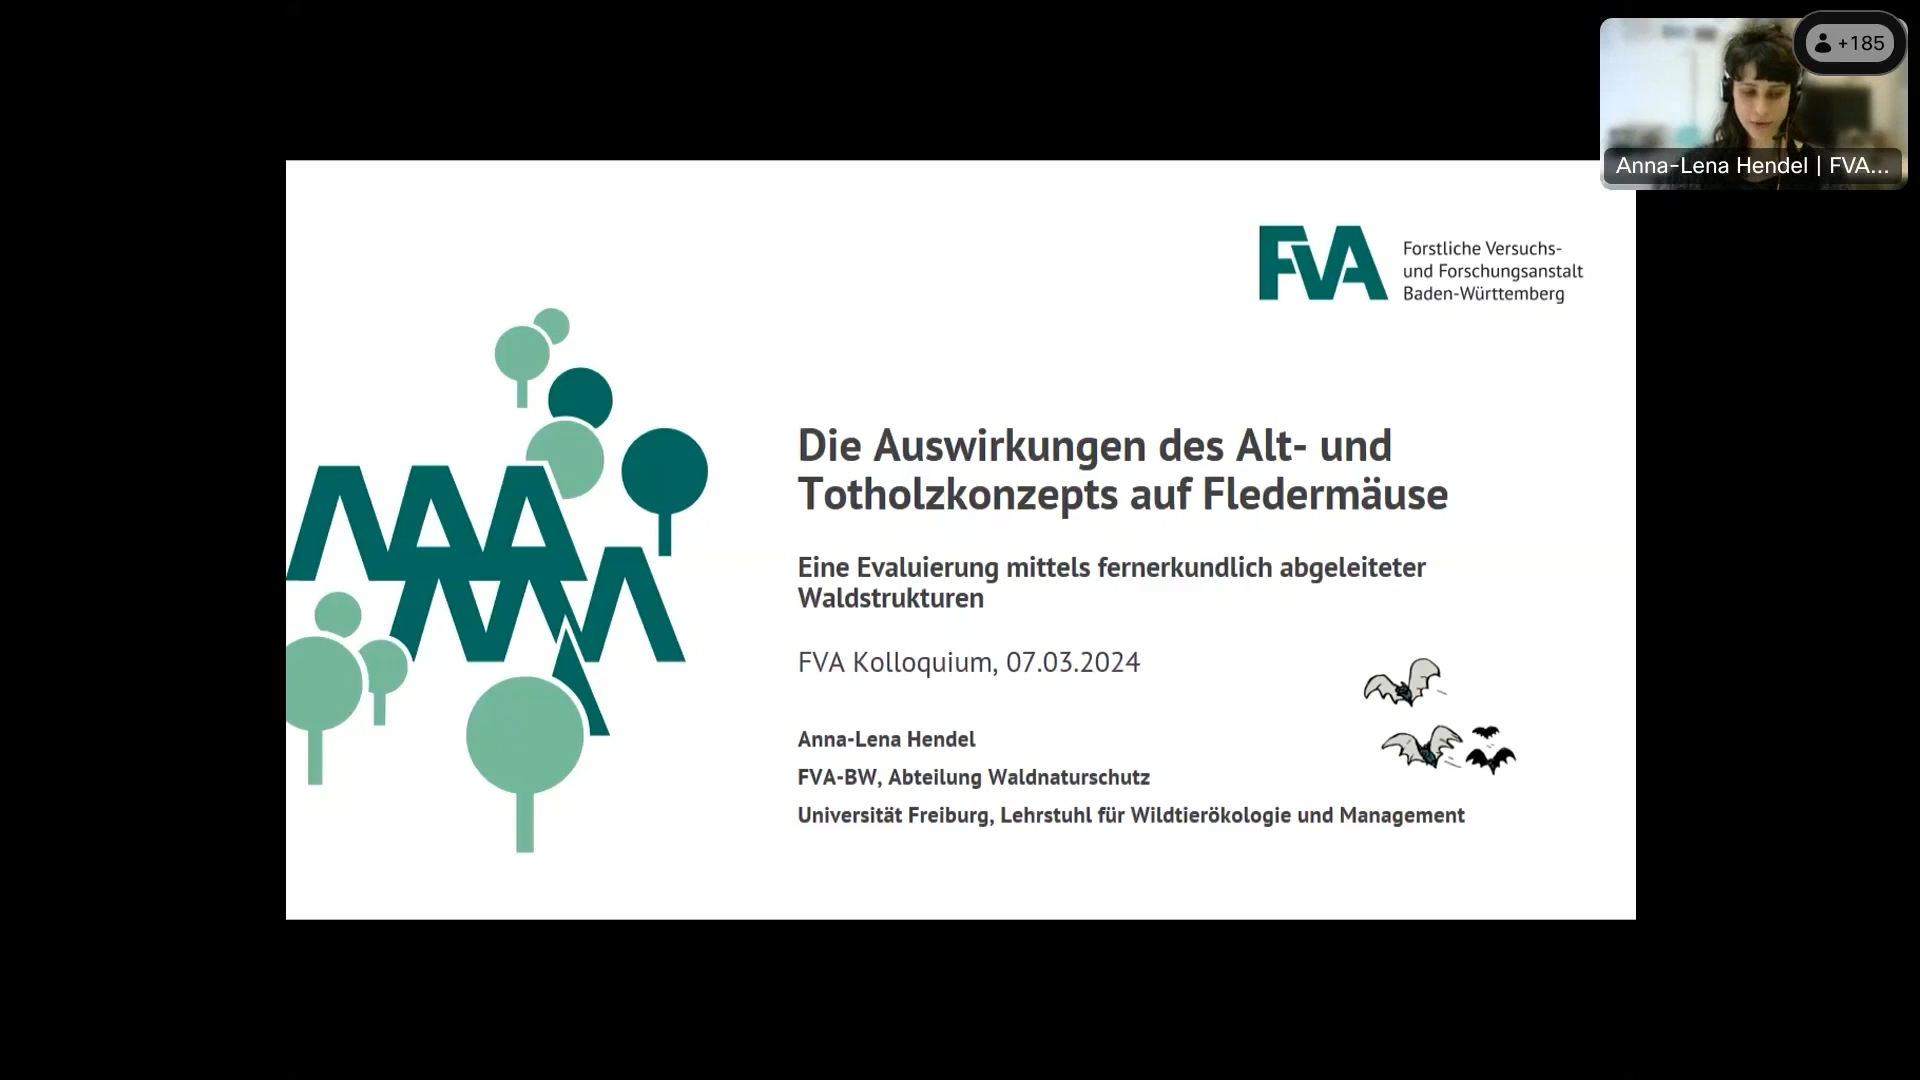 +185
Anna-Lena Hendel | FVA...
FVA
Forstliche Versuchs-
und Forschungsanstalt
Baden-Württemberg
Die Auswirkungen des Alt- und
Totholzkonzepts auf Fledermäuse
Eine Evaluierung mittels fernerkundlich abgeleiteter
Waldstrukturen
FVA Kolloquium, 07.03.2024
Anna-Lena Hendel
FVA-BW, Abteilung Waldnaturschutz
Universität Freiburg, Lehrstuhl für Wildtierökologie und Management